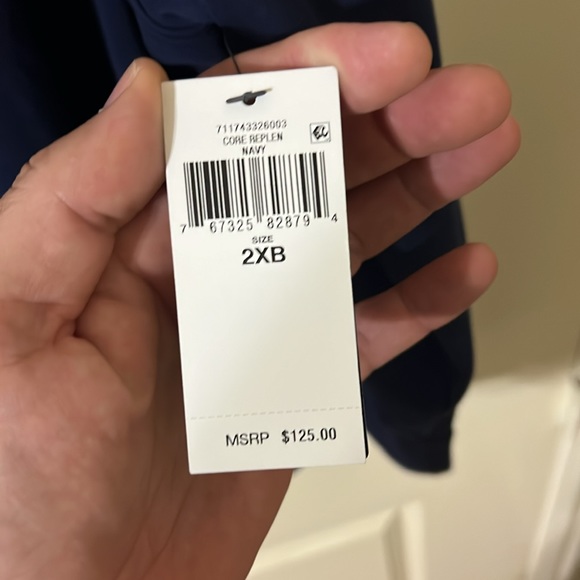 711743326003
CORE REPLEN
NAVY
7 67325 82879 4
SIZE
2XB
MSRP $125.00